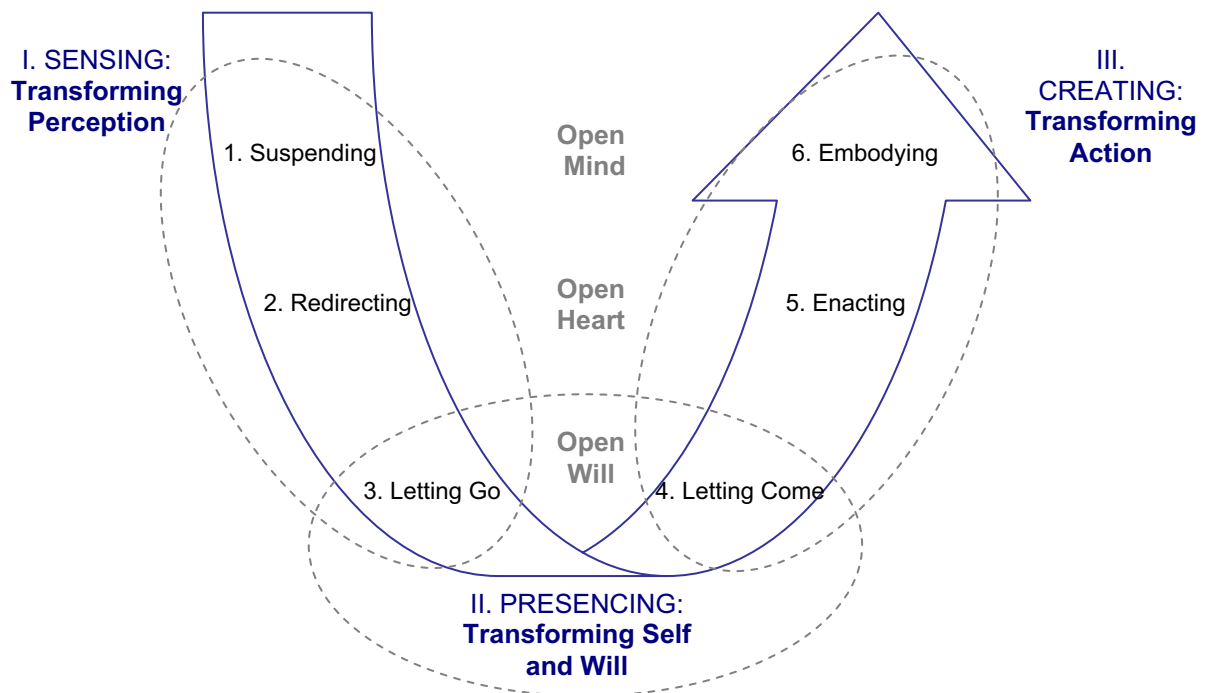 I. SENSING:
Transforming
Perception
1. Suspending
2. Redirecting
3. Letting Go
Open
Mind
Open
Heart
Open
Will
II. PRESENCING:
Transforming Self
and Will
4. Letting Come
5. Enacting
6. Embodying
III.
CREATING:
Transforming
Action